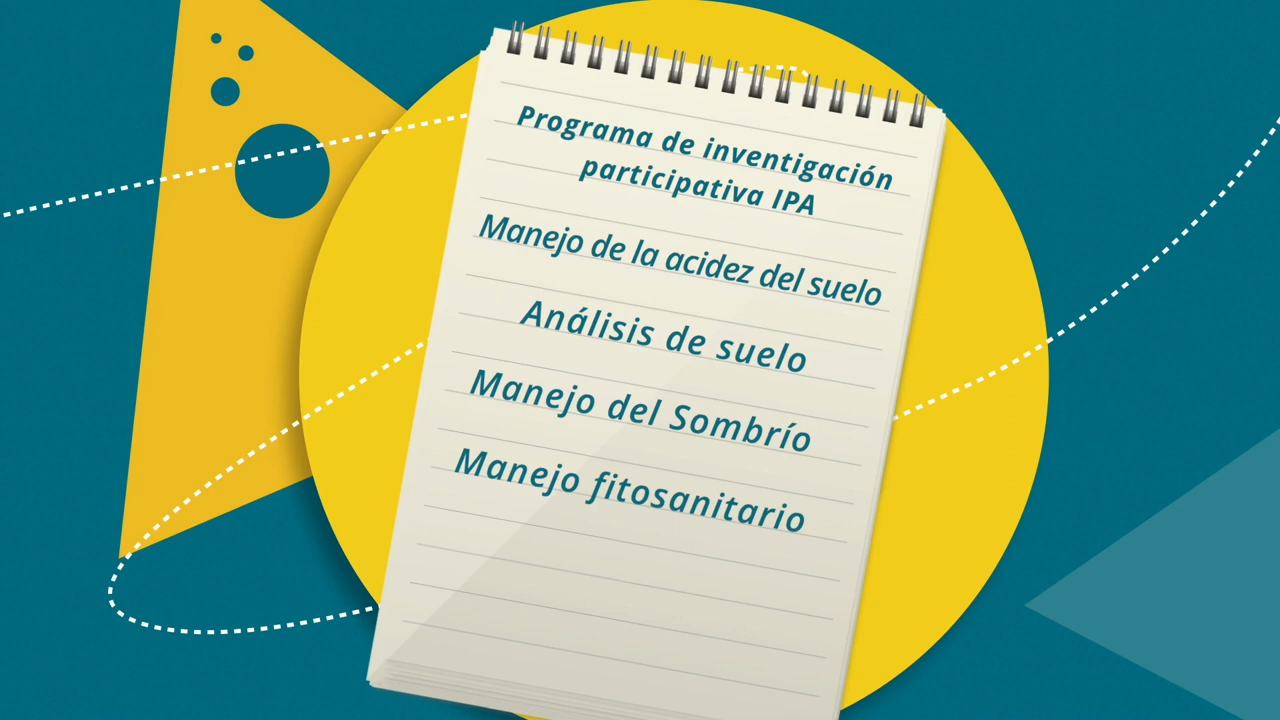 Programa de inventigación
participativa IPA
Manejo de la acidez del suelo
Análisis de suelo
Manejo del Sombrío
Manejo fitosanitario